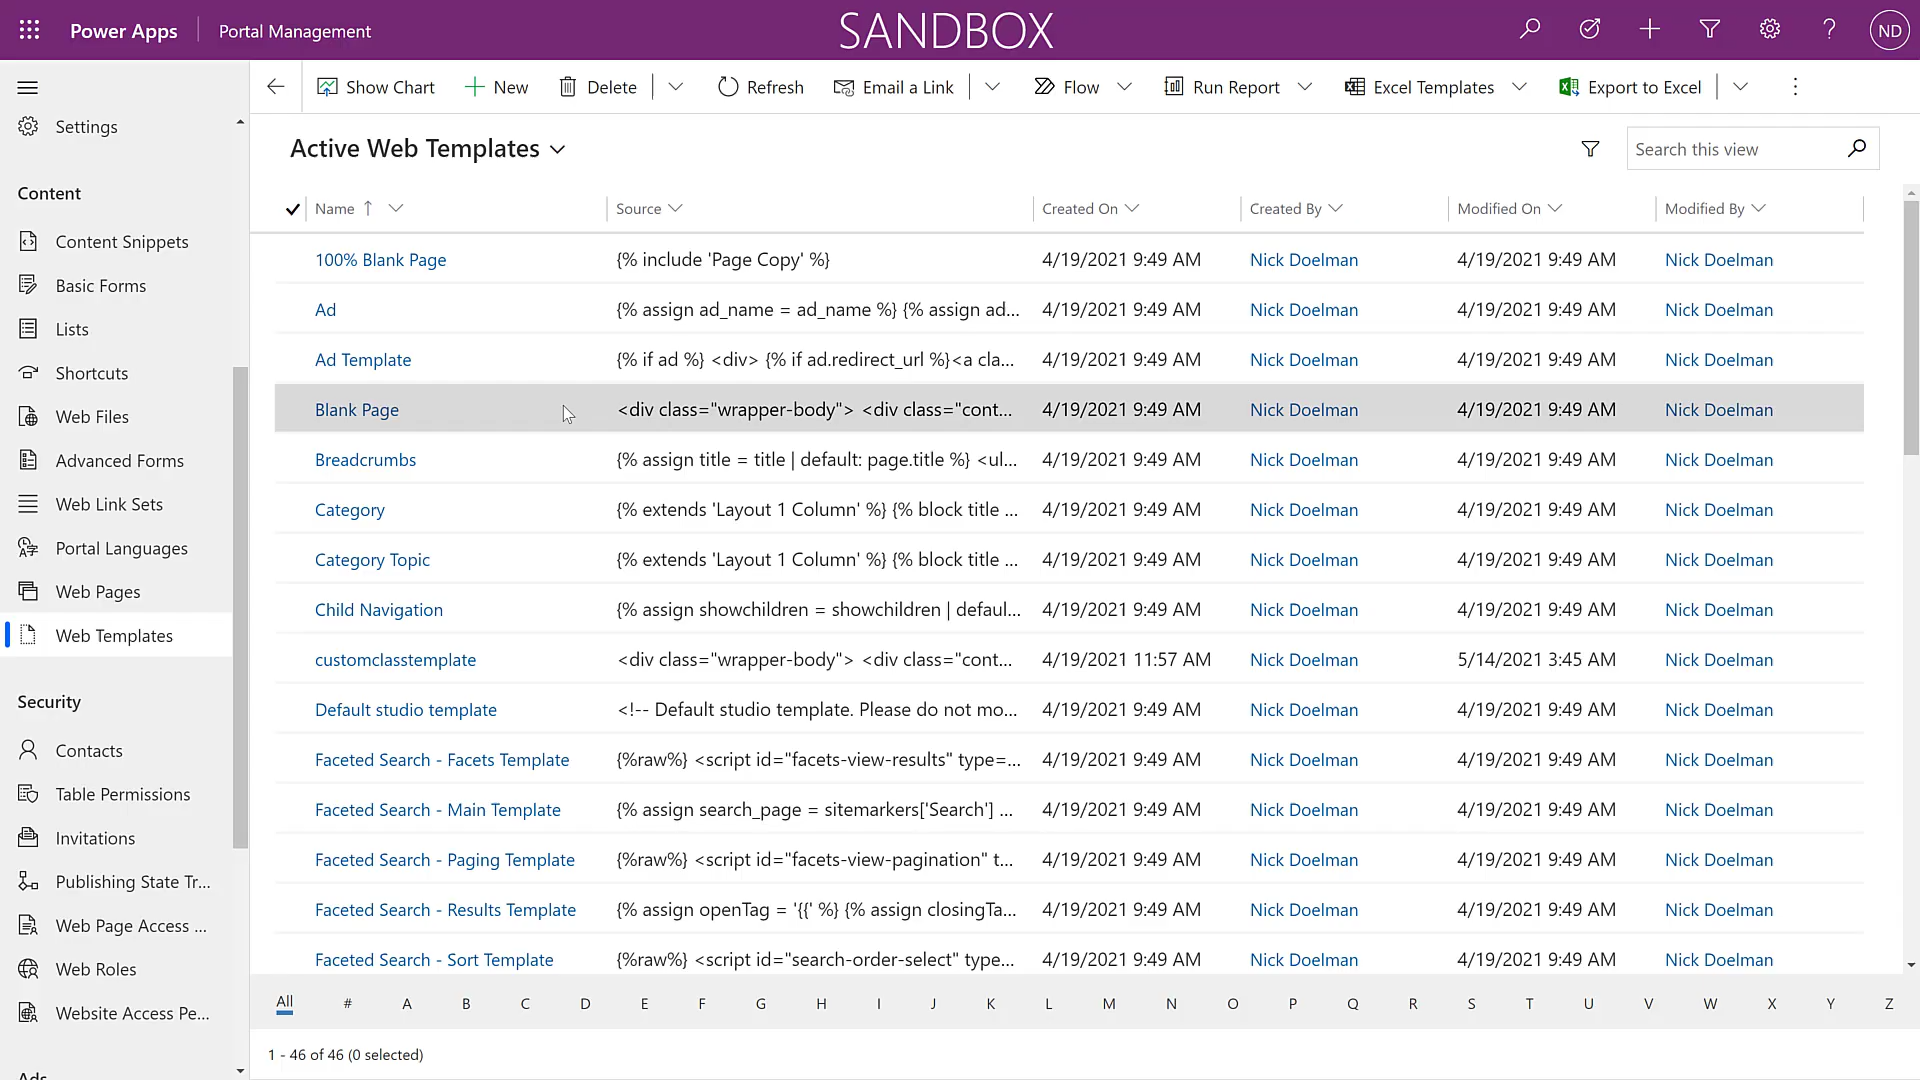 Power Apps Portal Management SANDBOX ND
Show Chart New Delete Refresh Email a Link Flow Run Report Excel Templates Export to Excel
Settings
Content
Content Snippets
Basic Forms
Lists
Shortcuts
Web Files
Advanced Forms
Web Link Sets
Portal Languages
Web Pages
Web Templates
Security
Contacts
Table Permissions
Invitations
Publishing State Tr...
Web Page Access ...
Web Roles
Website Access Pe...
Ads
Active Web Templates Search this view
Name Source Created On Created By Modified On Modified By
100% Blank Page {% include 'Page Copy' %} 4/19/2021 9:49 AM Nick Doelman 4/19/2021 9:49 AM Nick Doelman
Ad {% assign ad_name = ad_name %} {% assign ad... 4/19/2021 9:49 AM Nick Doelman 4/19/2021 9:49 AM Nick Doelman
Ad Template {% if ad %} <div> {% if ad.redirect_url %}<a cla... 4/19/2021 9:49 AM Nick Doelman 4/19/2021 9:49 AM Nick Doelman
Blank Page <div class="wrapper-body"> <div class="cont... 4/19/2021 9:49 AM Nick Doelman 4/19/2021 9:49 AM Nick Doelman
Breadcrumbs {% assign title = title | default: page.title %} <ul... 4/19/2021 9:49 AM Nick Doelman 4/19/2021 9:49 AM Nick Doelman
Category {% extends 'Layout 1 Column' %} {% block title ... 4/19/2021 9:49 AM Nick Doelman 4/19/2021 9:49 AM Nick Doelman
Category Topic {% extends 'Layout 1 Column' %} {% block title ... 4/19/2021 9:49 AM Nick Doelman 4/19/2021 9:49 AM Nick Doelman
Child Navigation {% assign showchildren = showchildren | defaul... 4/19/2021 9:49 AM Nick Doelman 4/19/2021 9:49 AM Nick Doelman
customclasstemplate <div class="wrapper-body"> <div class="cont... 4/19/2021 11:57 AM Nick Doelman 5/14/2021 3:45 AM Nick Doelman
Default studio template <!-- Default studio template. Please do not mo... 4/19/2021 9:49 AM Nick Doelman 4/19/2021 9:49 AM Nick Doelman
Faceted Search - Facets Template {%raw%} <script id="facets-view-results" type=... 4/19/2021 9:49 AM Nick Doelman 4/19/2021 9:49 AM Nick Doelman
Faceted Search - Main Template {% assign search_page = sitemarkers['Search'] ... 4/19/2021 9:49 AM Nick Doelman 4/19/2021 9:49 AM Nick Doelman
Faceted Search - Paging Template {%raw%} <script id="facets-view-pagination" t... 4/19/2021 9:49 AM Nick Doelman 4/19/2021 9:49 AM Nick Doelman
Faceted Search - Results Template {% assign openTag = '{{' %} {% assign closingTa... 4/19/2021 9:49 AM Nick Doelman 4/19/2021 9:49 AM Nick Doelman
Faceted Search - Sort Template {%raw%} <script id="search-order-select" type... 4/19/2021 9:49 AM Nick Doelman 4/19/2021 9:49 AM Nick Doelman
All # A B C D E F G H I J K L M N O P Q R S T U V W X Y Z
1 - 46 of 46 (0 selected)